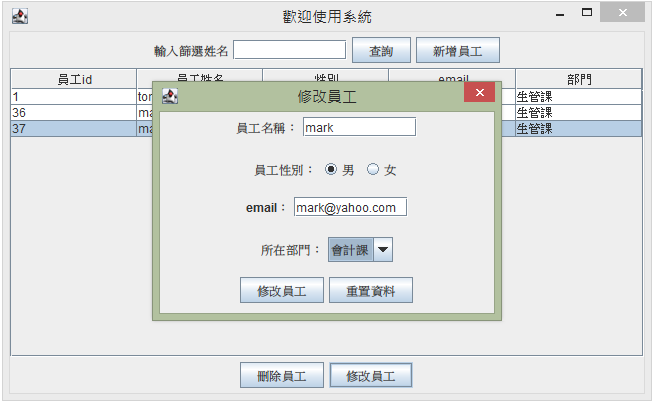 歡迎使用系統
輸入篩選姓名 查詢 新增員工
員工id 員工姓名 性別 email 部門
1 tor 生管課
36 ma 生管課
37 ma 生管課
修改員工
員工名稱： mark
員工性別： 男 女
email： mark@yahoo.com
所在部門： 會計課
修改員工 重置資料
刪除員工 修改員工